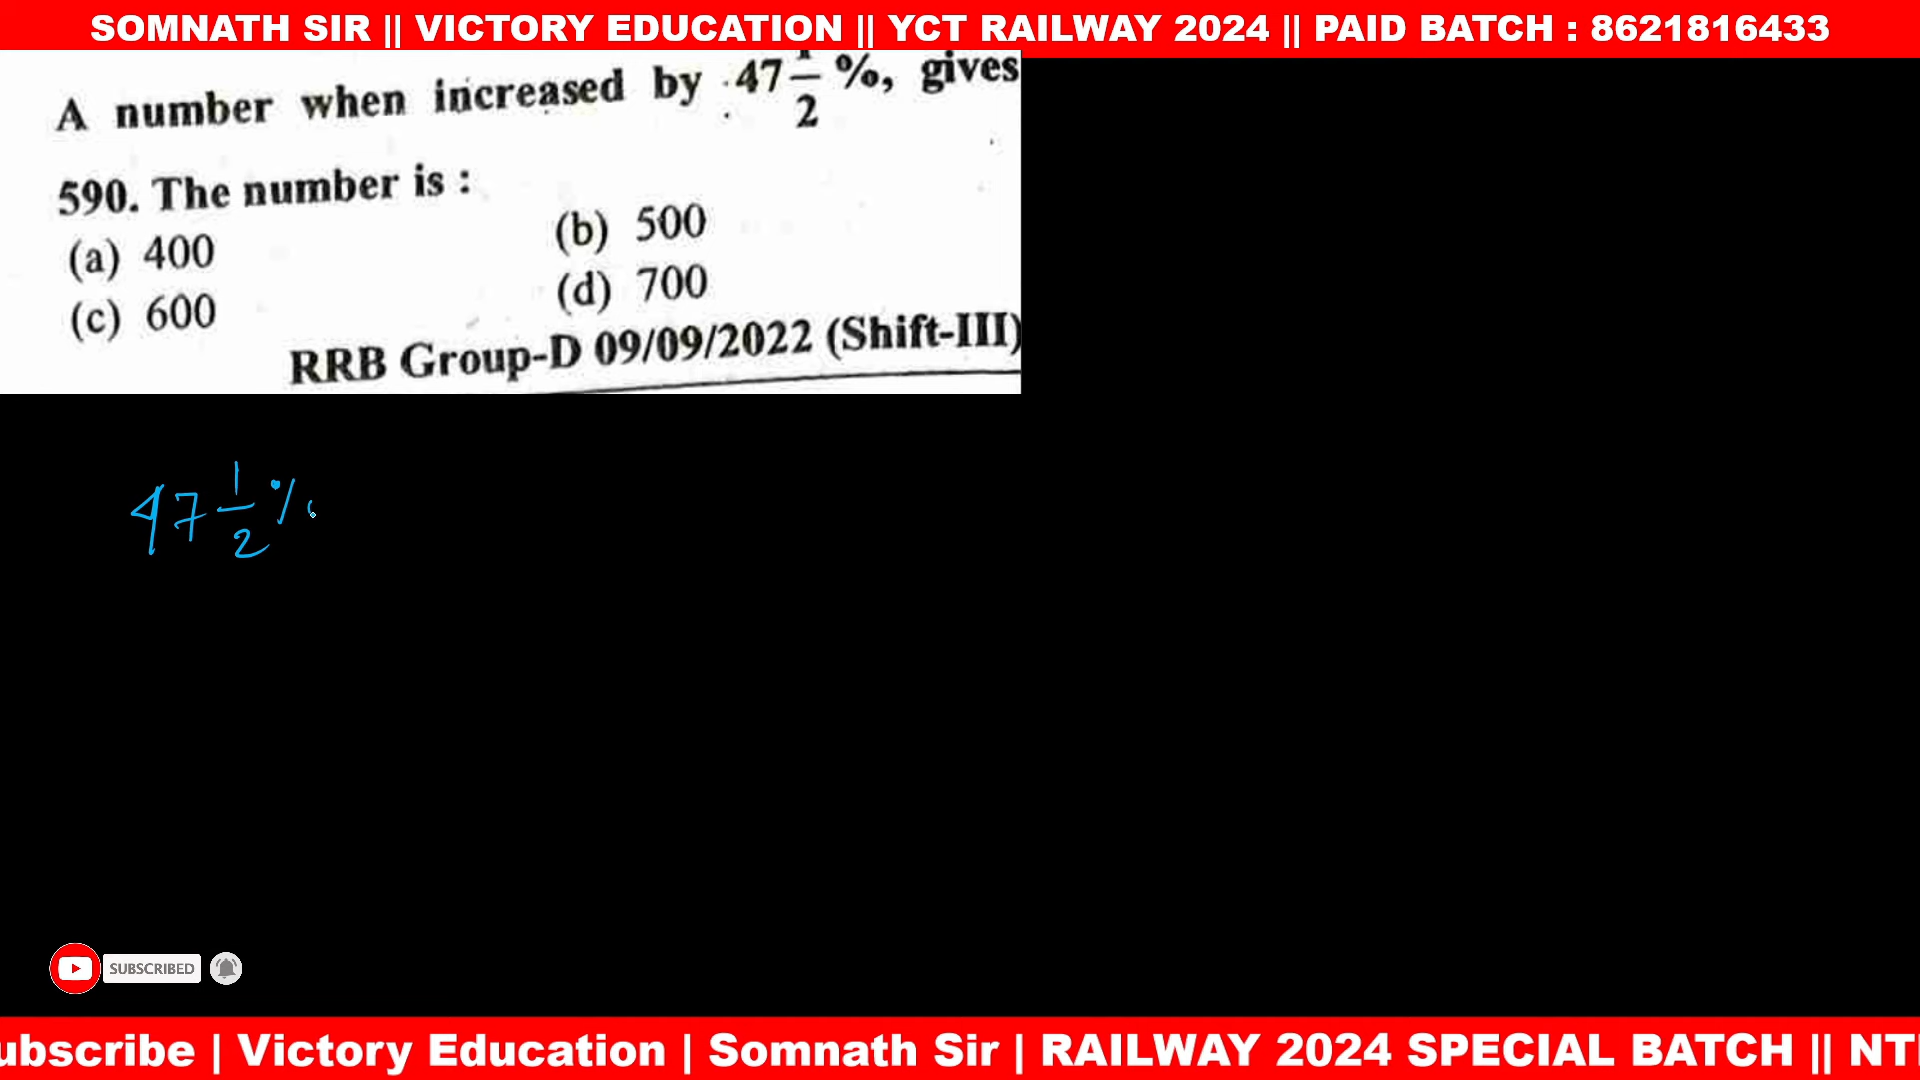 SOMNATH SIR || VICTORY EDUCATION || YCT RAILWAY 2024 || PAID BATCH : 8621816433
A number when increased by 47 1/2 %, gives
590. The number is :
(a) 400 (b) 500
(c) 600 (d) 700
RRB Group-D 09/09/2022 (Shift-III)
47 1/2 %
SUBSCRIBED
ubscribe | Victory Education | Somnath Sir | RAILWAY 2024 SPECIAL BATCH || NT